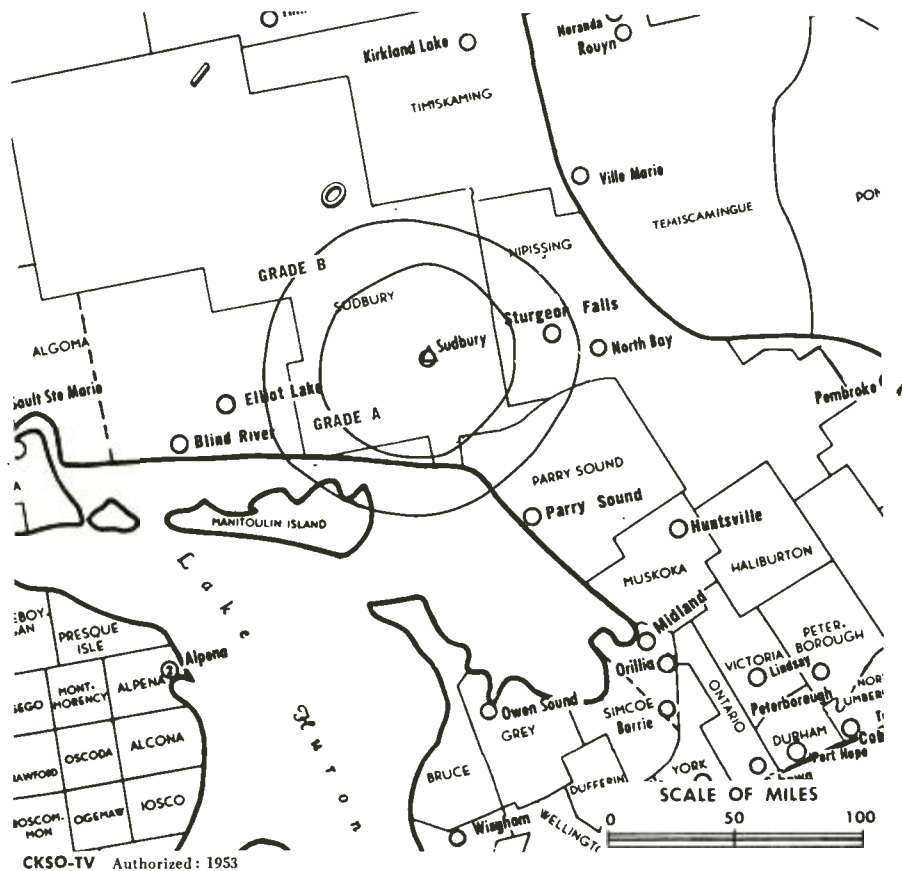 Kirkland Lake
Noranda
Rouyn
TIMISKAMING
Ville Marie
TEMISCAMINGUE
NIPISSING
GRADE B
SUDBURY
Sturgeon Falls
Sudbury
North Bay
ALGOMA
Sault Ste Marie
Elliot Lake
GRADE A
Blind River
Pembroke
PARRY SOUND
Parry Sound
MANITOULIN ISLAND
Huntsville
HALIBURTON
MUSKOKA
Lake
Huron
PRESQUE
ISLE
Midland
Alpena
2
Orillia
VICTORIA
Lindsay
PETER-
BOROUGH
MONT-
MORENCY
ALPENA
Peterborough
ONTARIO
Owen Sound
GREY
SIMCOE
Barrie
OSCODA
ALCONA
DURHAM
Port Hope
BRUCE
DUFFERIN
YORK
OGEMAW
IOSCO
Wingham
SCALE OF MILES
0 50 100
CKSO-TV Authorized: 1953